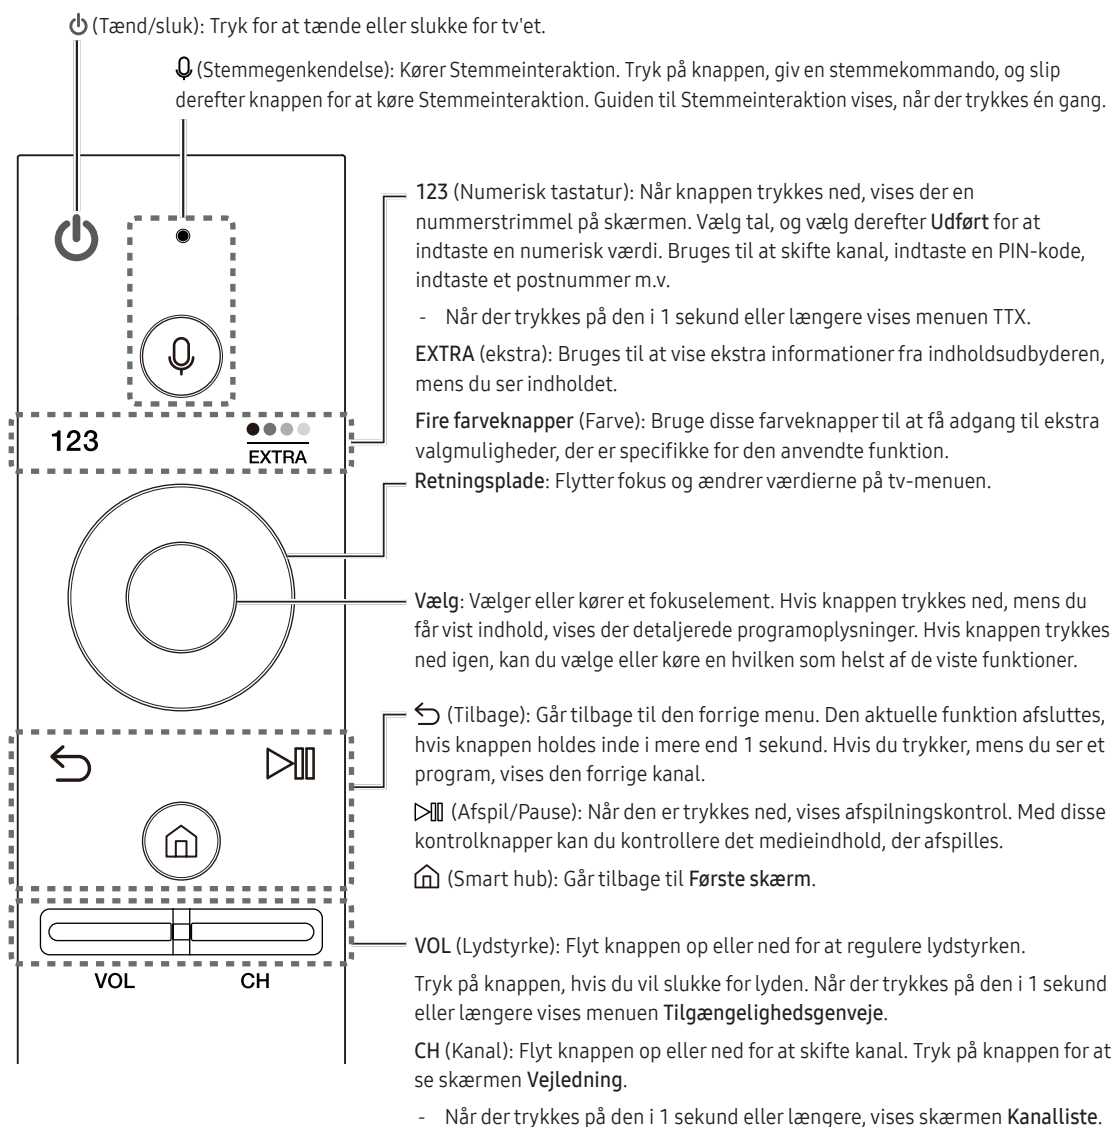 (Tænd/sluk): Tryk for at tænde eller slukke for tv'et.
(Stemmegenkendelse): Kører Stemmeinteraktion. Tryk på knappen, giv en stemmekommando, og slip
derefter knappen for at køre Stemmeinteraktion. Guiden til Stemmeinteraktion vises, når der trykkes én gang.
123 (Numerisk tastatur): Når knappen trykkes ned, vises der en
nummerstrimmel på skærmen. Vælg tal, og vælg derefter Udført for at
indtaste en numerisk værdi. Bruges til at skifte kanal, indtaste en PIN-kode,
indtaste et postnummer m.v.
- Når der trykkes på den i 1 sekund eller længere vises menuen TTX.
EXTRA (ekstra): Bruges til at vise ekstra informationer fra indholdsudbyderen,
mens du ser indholdet.
Fire farveknapper (Farve): Bruge disse farveknapper til at få adgang til ekstra
valgmuligheder, der er specifikke for den anvendte funktion.
123
EXTRA
Retningsplade: Flytter fokus og ændrer værdierne på tv-menuen.
Vælg: Vælger eller kører et fokuselement. Hvis knappen trykkes ned, mens du
får vist indhold, vises der detaljerede programoplysninger. Hvis knappen trykkes
ned igen, kan du vælge eller køre en hvilken som helst af de viste funktioner.
(Tilbage): Går tilbage til den forrige menu. Den aktuelle funktion afsluttes,
hvis knappen holdes inde i mere end 1 sekund. Hvis du trykker, mens du ser et
program, vises den forrige kanal.
(Afspil/Pause): Når den er trykkes ned, vises afspilningskontrol. Med disse
kontrolknapper kan du kontrollere det medieindhold, der afspilles.
(Smart hub): Går tilbage til Første skærm.
VOL (Lydstyrke): Flyt knappen op eller ned for at regulere lydstyrken.
Tryk på knappen, hvis du vil slukke for lyden. Når der trykkes på den i 1 sekund
eller længere vises menuen Tilgængelighedsgenveje.
VOL
CH
CH (Kanal): Flyt knappen op eller ned for at skifte kanal. Tryk på knappen for at
se skærmen Vejledning.
- Når der trykkes på den i 1 sekund eller længere, vises skærmen Kanalliste.